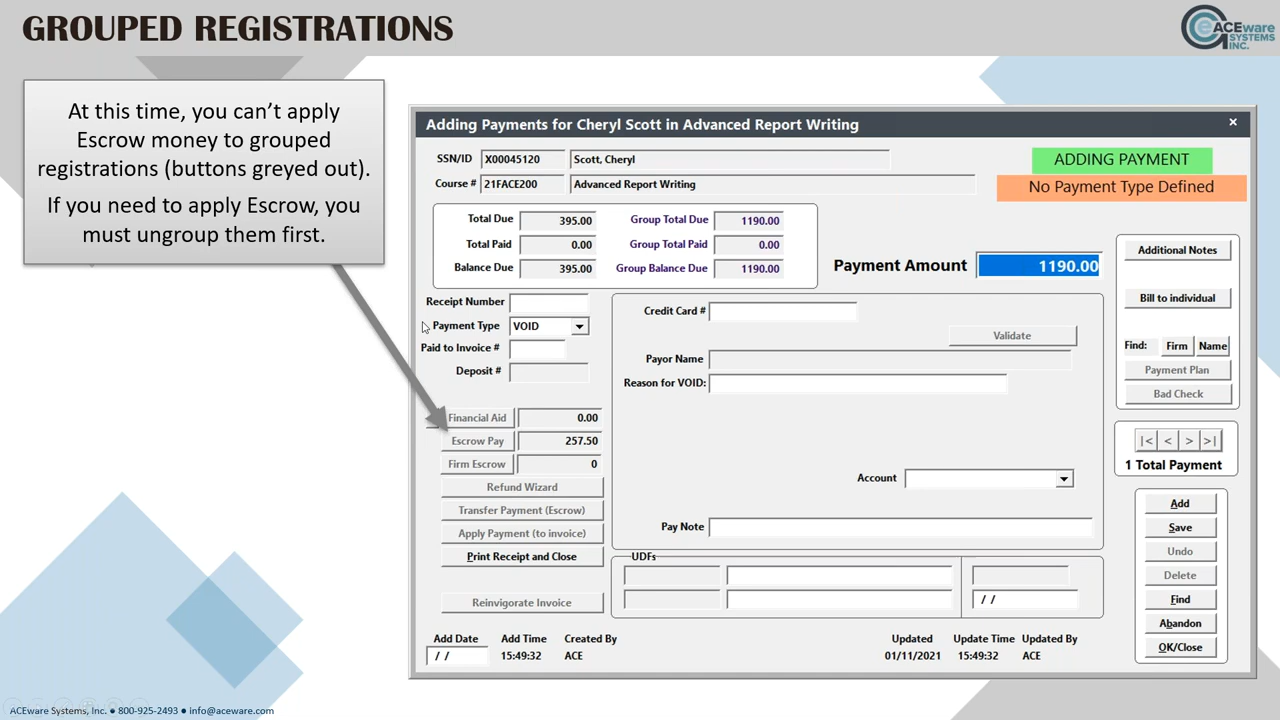 GROUPED REGISTRATIONS
ACEware
SYSTEMS
INC.
At this time, you can’t apply
Escrow money to grouped
registrations (buttons greyed out).
If you need to apply Escrow, you
must ungroup them first.
Adding Payments for Cheryl Scott in Advanced Report Writing
SSN/ID X00045120 Scott, Cheryl
ADDING PAYMENT
Course # 21FACE200 Advanced Report Writing
No Payment Type Defined
Total Due 395.00 Group Total Due 1190.00
Total Paid 0.00 Group Total Paid 0.00
Balance Due 395.00 Group Balance Due 1190.00
Payment Amount 1190.00
Additional Notes
Bill to individual
Find: Firm Name
Payment Plan
Bad Check
Receipt Number
Payment Type VOID
Paid to Invoice #
Deposit #
Credit Card #
Validate
Payor Name
Reason for VOID:
Financial Aid 0.00
Escrow Pay 257.50
Firm Escrow 0
Refund Wizard
Transfer Payment (Escrow)
Apply Payment (to invoice)
Print Receipt and Close
Reinvigorate Invoice
Account
Pay Note
UDFs
/ /
|< < > >|
1 Total Payment
Add
Save
Undo
Delete
Find
Abandon
OK/Close
Add Date Add Time Created By Updated Update Time Updated By
/ / 15:49:32 ACE 01/11/2021 15:49:32 ACE
ACEware Systems, Inc. ● 800-925-2493 ● info@aceware.com